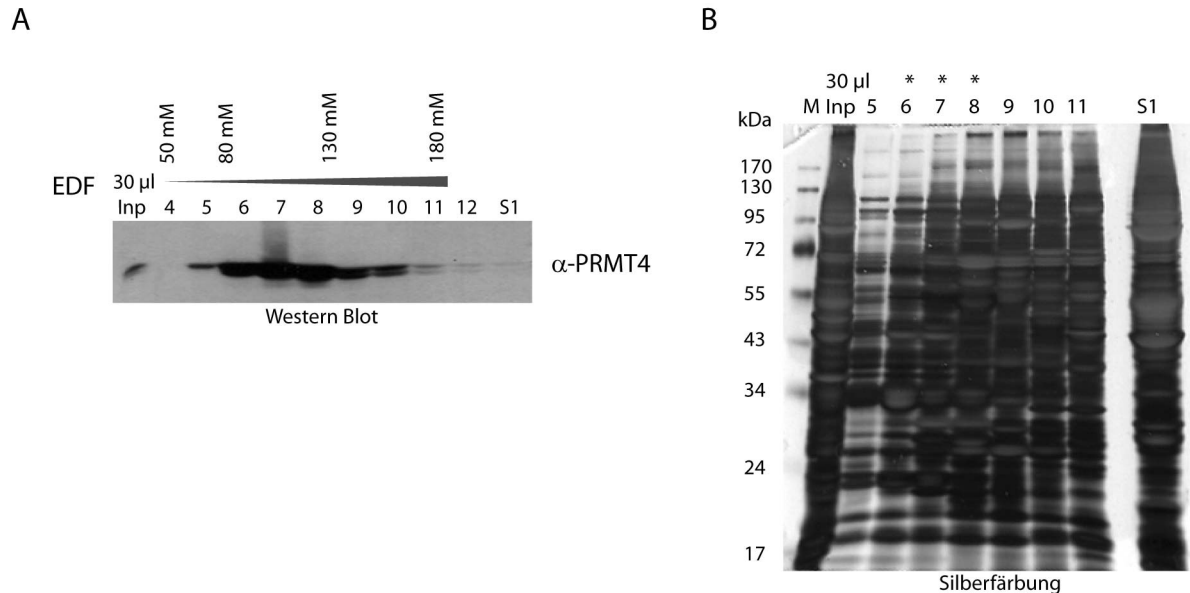 A
50 mM
80 mM
130 mM
180 mM
EDF
30 µl
Inp 4 5 6 7 8 9 10 11 12 S1
α-PRMT4
Western Blot
B
30 µl * * *
kDa M Inp 5 6 7 8 9 10 11 S1
170
130
95
72
55
43
34
24
17
Silberfärbung